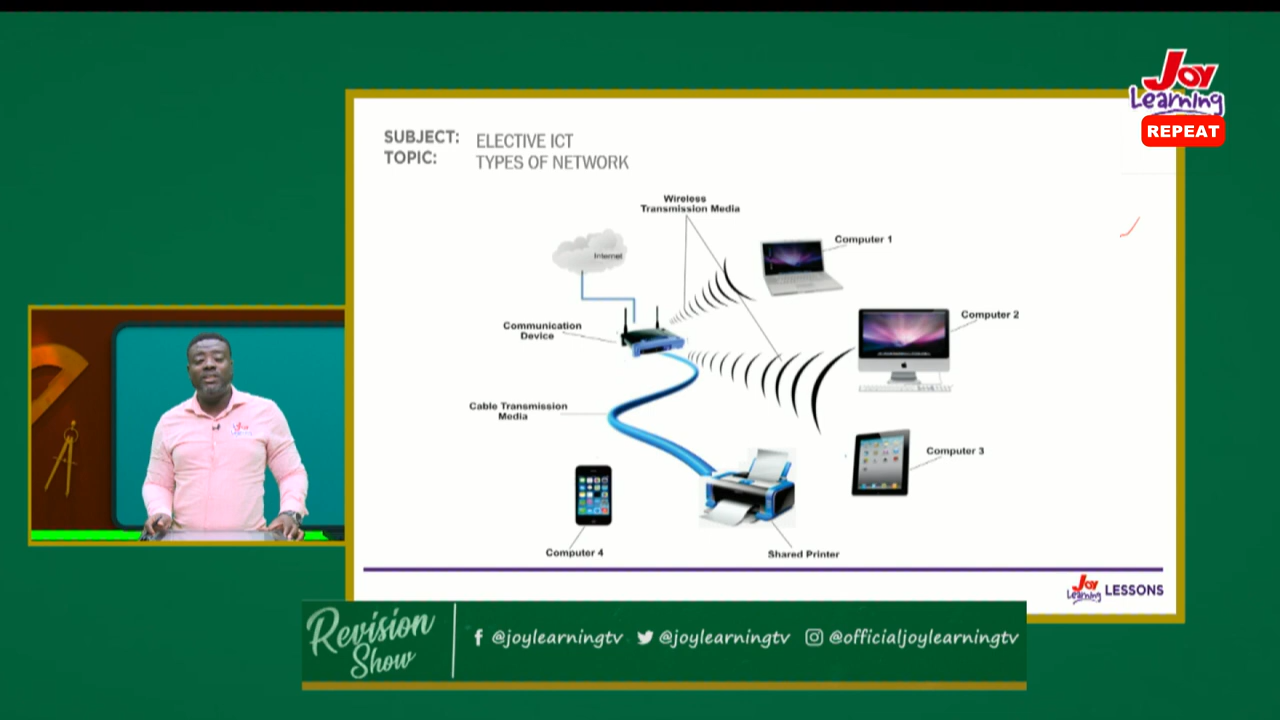 Joy
Learning
REPEAT
SUBJECT: ELECTIVE ICT
TOPIC: TYPES OF NETWORK
Wireless
Transmission Media
Internet
Computer 1
Communication
Device
Computer 2
Cable Transmission
Media
Computer 3
Computer 4
Shared Printer
Joy
Learning LESSONS
Revision
Show
@joylearningtv @joylearningtv @officialjoylearningtv